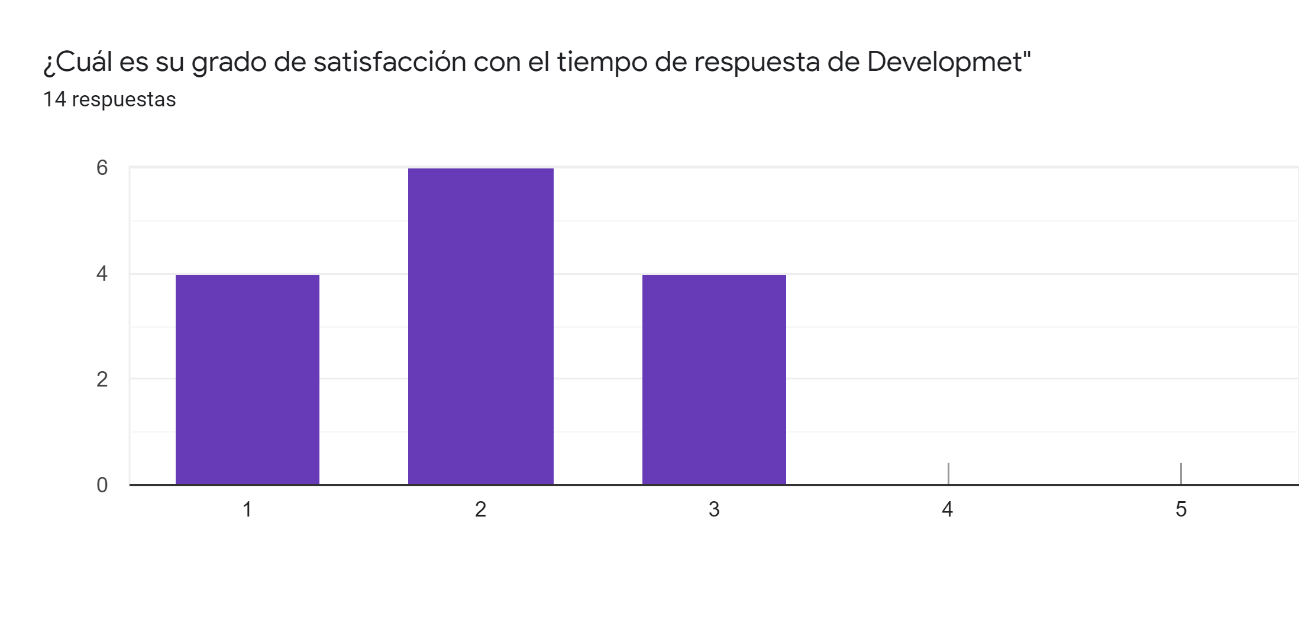 ¿Cuál es su grado de satisfacción con el tiempo de respuesta de Developmet"
14 respuestas
6
4
2
0
1 2 3 4 5